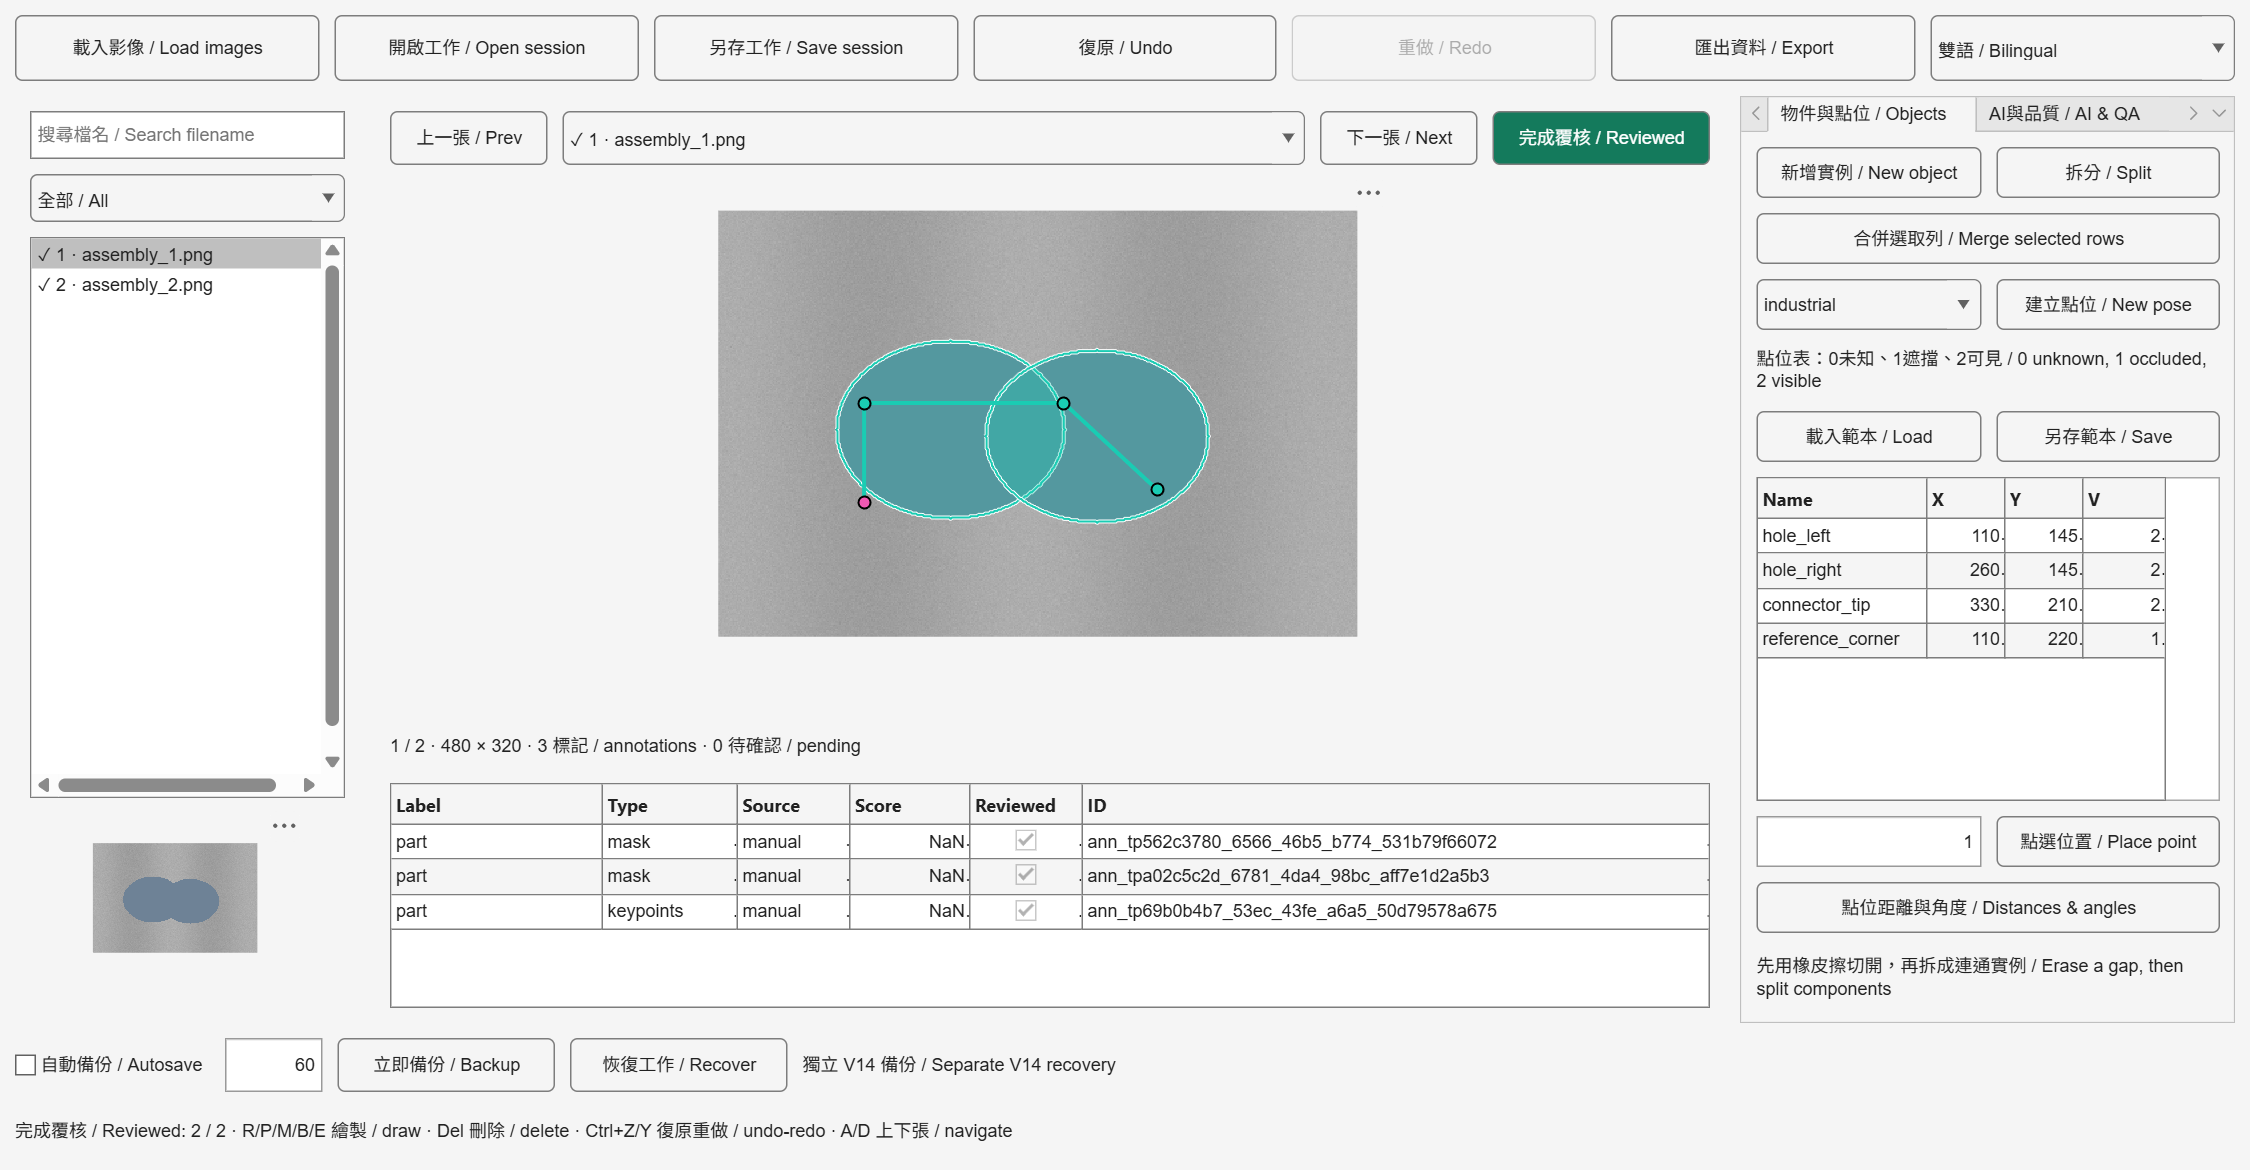 載入影像 / Load images
開啟工作 / Open session
另存工作 / Save session
復原 / Undo
重做 / Redo
匯出資料 / Export
雙語 / Bilingual
搜尋檔名 / Search filename
全部 / All
✓ 1 · assembly_1.png
✓ 2 · assembly_2.png
上一張 / Prev
✓ 1 · assembly_1.png
下一張 / Next
完成覆核 / Reviewed
1 / 2 · 480 × 320 · 3 標記 / annotations · 0 待確認 / pending
Label Type Source Score Reviewed ID
part mask manual NaN ann_tp562c3780_6566_46b5_b774_531b79f66072
part mask manual NaN ann_tpa02c5c2d_6781_4da4_98bc_aff7e1d2a5b3
part keypoints manual NaN ann_tp69b0b4b7_53ec_43fe_a6a5_50d79578a675
物件與點位 / Objects
AI與品質 / AI & QA
新增實例 / New object
拆分 / Split
合併選取列 / Merge selected rows
industrial
建立點位 / New pose
點位表：0未知、1遮擋、2可見 / 0 unknown, 1 occluded,
2 visible
載入範本 / Load
另存範本 / Save
Name X Y V
hole_left 110. 145. 2.
hole_right 260. 145. 2.
connector_tip 330. 210. 2.
reference_corner 110. 220. 1.
1
點選位置 / Place point
點位距離與角度 / Distances & angles
先用橡皮擦切開，再拆成連通實例 / Erase a gap, then
split components
自動備份 / Autosave
60
立即備份 / Backup
恢復工作 / Recover
獨立 V14 備份 / Separate V14 recovery
完成覆核 / Reviewed: 2 / 2 · R/P/M/B/E 繪製 / draw · Del 刪除 / delete · Ctrl+Z/Y 復原重做 / undo-redo · A/D 上下張 / navigate